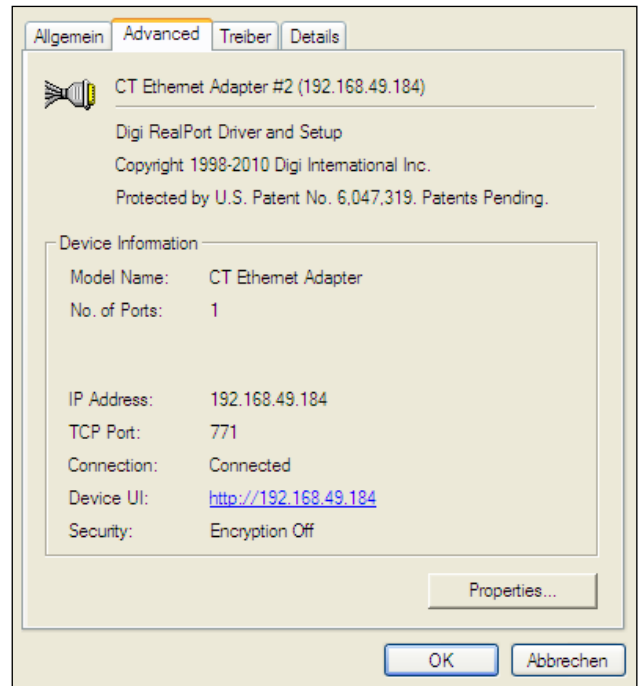 Allgemein Advanced Treiber Details
CT Ethernet Adapter #2 (192.168.49.184)
Digi RealPort Driver and Setup
Copyright 1998-2010 Digi International Inc.
Protected by U.S. Patent No. 6,047,319. Patents Pending.
Device Information
Model Name: CT Ethernet Adapter
No. of Ports: 1
IP Address: 192.168.49.184
TCP Port: 771
Connection: Connected
Device UI: http://192.168.49.184
Security: Encryption Off
Properties...
OK Abbrechen